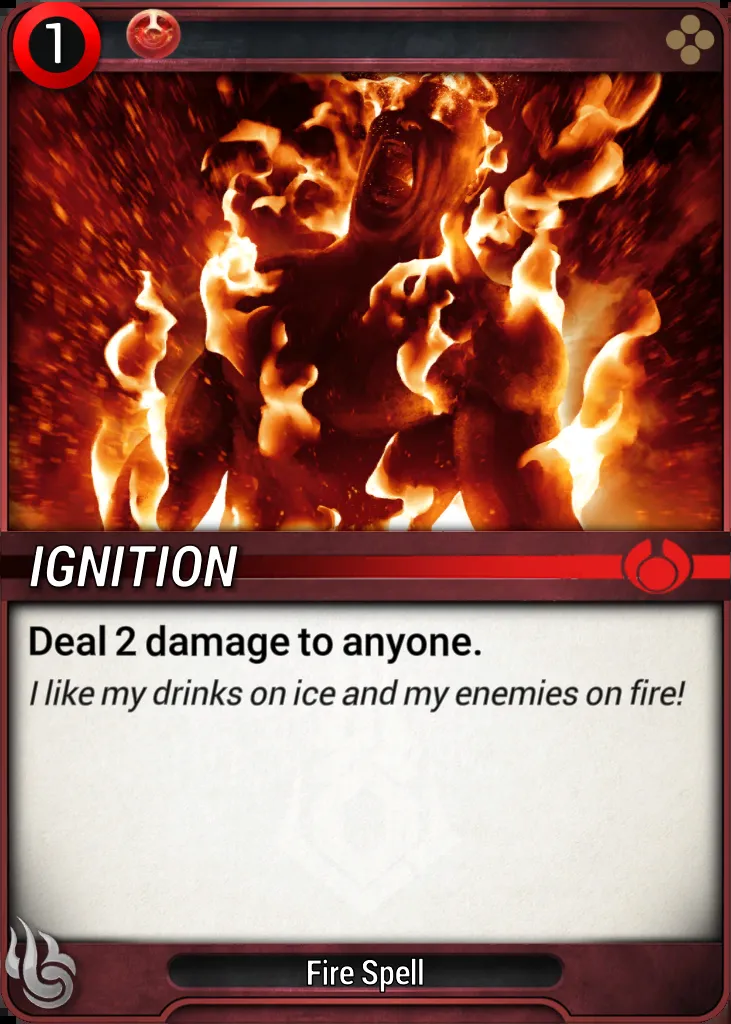 1
IGNITION
Deal 2 damage to anyone.
I like my drinks on ice and my enemies on fire!
Fire Spell